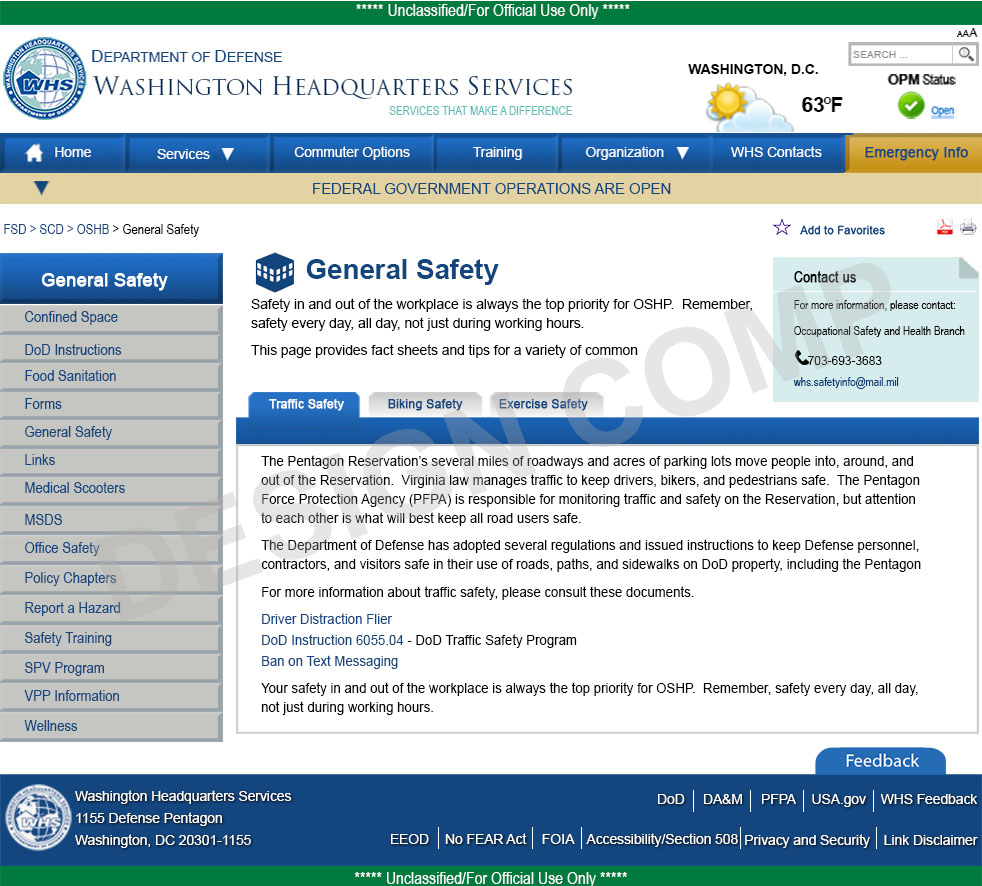 ***** Unclassified/For Official Use Only *****
AAA
DEPARTMENT OF DEFENSE
WASHINGTON HEADQUARTERS SERVICES
SERVICES THAT MAKE A DIFFERENCE
WASHINGTON HEADQUARTERS SERVICES
WHS
DEPARTMENT OF DEFENSE
WASHINGTON, D.C.
63ºF
SEARCH ...
OPM Status
Open
Home
Services
Commuter Options
Training
Organization
WHS Contacts
Emergency Info
FEDERAL GOVERNMENT OPERATIONS ARE OPEN
FSD > SCD > OSHB > General Safety
Add to Favorites
General Safety
Confined Space
DoD Instructions
Food Sanitation
Forms
General Safety
Links
Medical Scooters
MSDS
Office Safety
Policy Chapters
Report a Hazard
Safety Training
SPV Program
VPP Information
Wellness
General Safety
Safety in and out of the workplace is always the top priority for OSHP. Remember,
safety every day, all day, not just during working hours.
This page provides fact sheets and tips for a variety of common
Contact us
For more information, please contact:
Occupational Safety and Health Branch
703-693-3683
whs.safetyinfo@mail.mil
Traffic Safety
Biking Safety
Exercise Safety
The Pentagon Reservation's several miles of roadways and acres of parking lots move people into, around, and
out of the Reservation. Virginia law manages traffic to keep drivers, bikers, and pedestrians safe. The Pentagon
Force Protection Agency (PFPA) is responsible for monitoring traffic and safety on the Reservation, but attention
to each other is what will best keep all road users safe.
The Department of Defense has adopted several regulations and issued instructions to keep Defense personnel,
contractors, and visitors safe in their use of roads, paths, and sidewalks on DoD property, including the Pentagon
For more information about traffic safety, please consult these documents.
Driver Distraction Flier
DoD Instruction 6055.04 - DoD Traffic Safety Program
Ban on Text Messaging
Your safety in and out of the workplace is always the top priority for OSHP. Remember, safety every day, all day,
not just during working hours.
DESIGN COMP
Feedback
WHS
Washington Headquarters Services
1155 Defense Pentagon
Washington, DC 20301-1155
DoD | DA&M | PFPA | USA.gov | WHS Feedback
EEOD | No FEAR Act | FOIA | Accessibility/Section 508 | Privacy and Security | Link Disclaimer
***** Unclassified/For Official Use Only *****